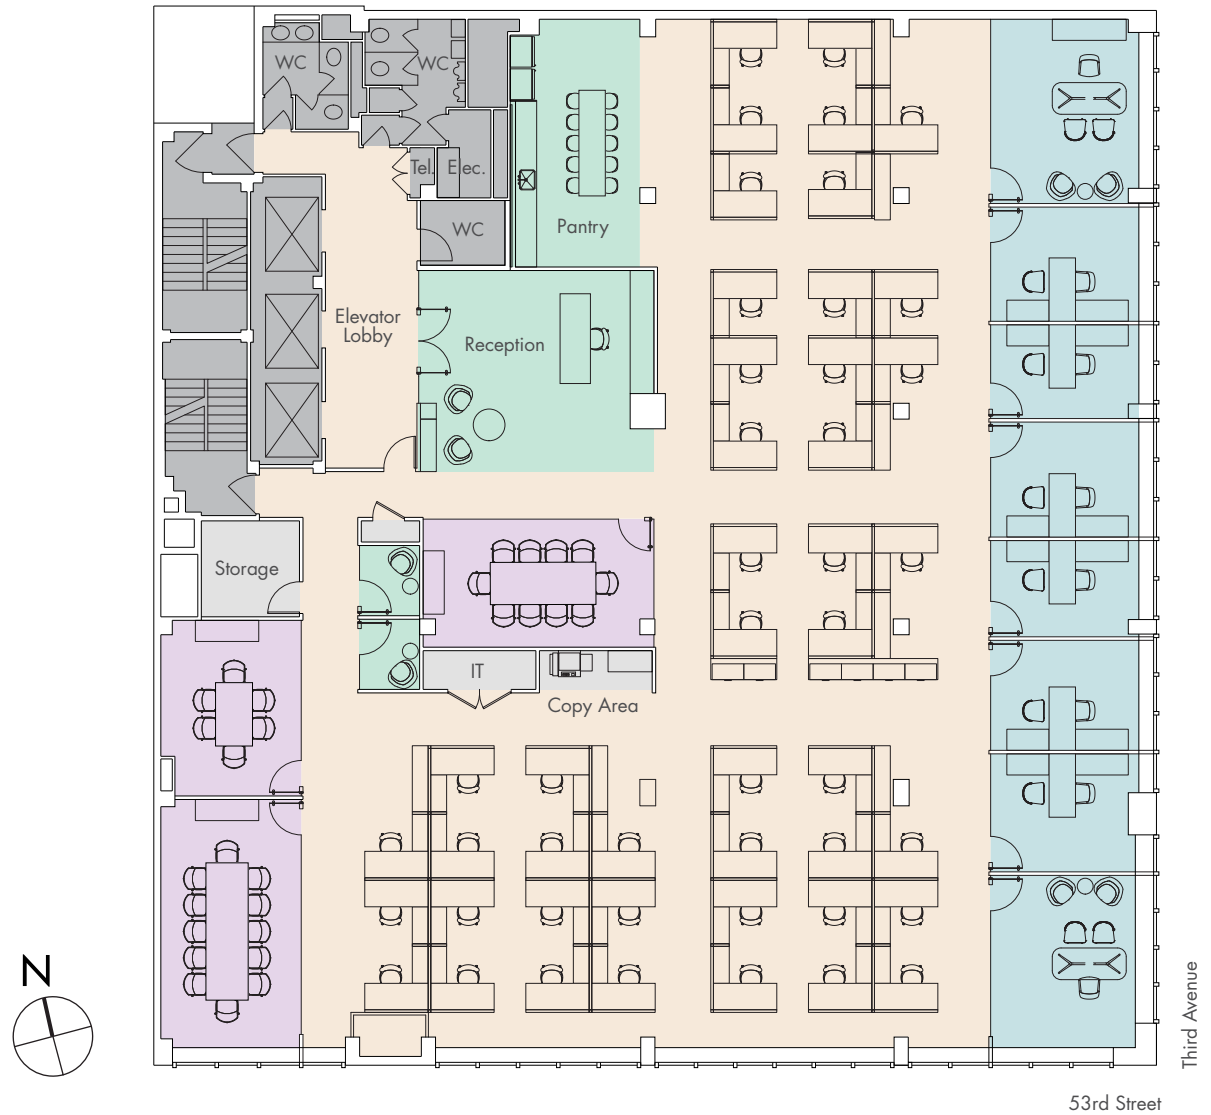 WC
WC
Tel.
Elec.
WC
Pantry
Elevator
Lobby
Reception
Storage
IT
Copy Area
N
Third Avenue
53rd Street